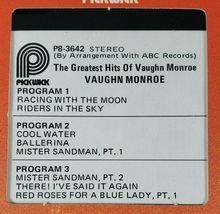 PICKWICK
P8-3642 STEREO
(By Arrangement With ABC Records)
The Greatest Hits Of Vaughn Monroe
VAUGHN MONROE
PICKWICK
PROGRAM 1
RACING WITH THE MOON
RIDERS IN THE SKY
PROGRAM 2
COOL WATER
BALLERINA
MISTER SANDMAN, PT. 1
PROGRAM 3
MISTER SANDMAN, PT. 2
THERE! I'VE SAID IT AGAIN
RED ROSES FOR A BLUE LADY, PT. 1